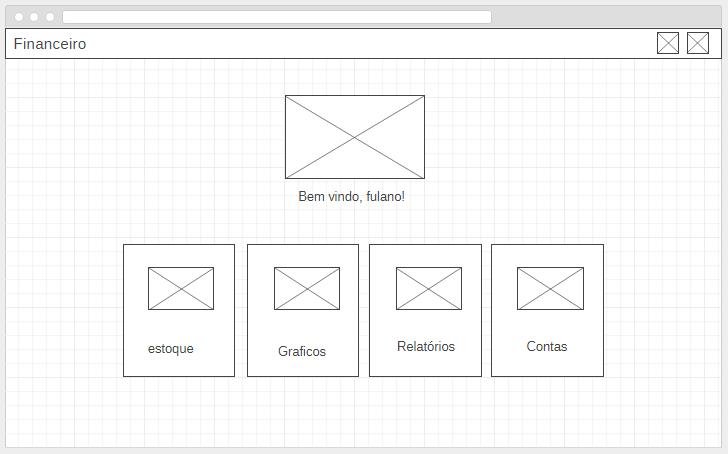 Financeiro
Bem vindo, fulano!
estoque
Graficos
Relatórios
Contas